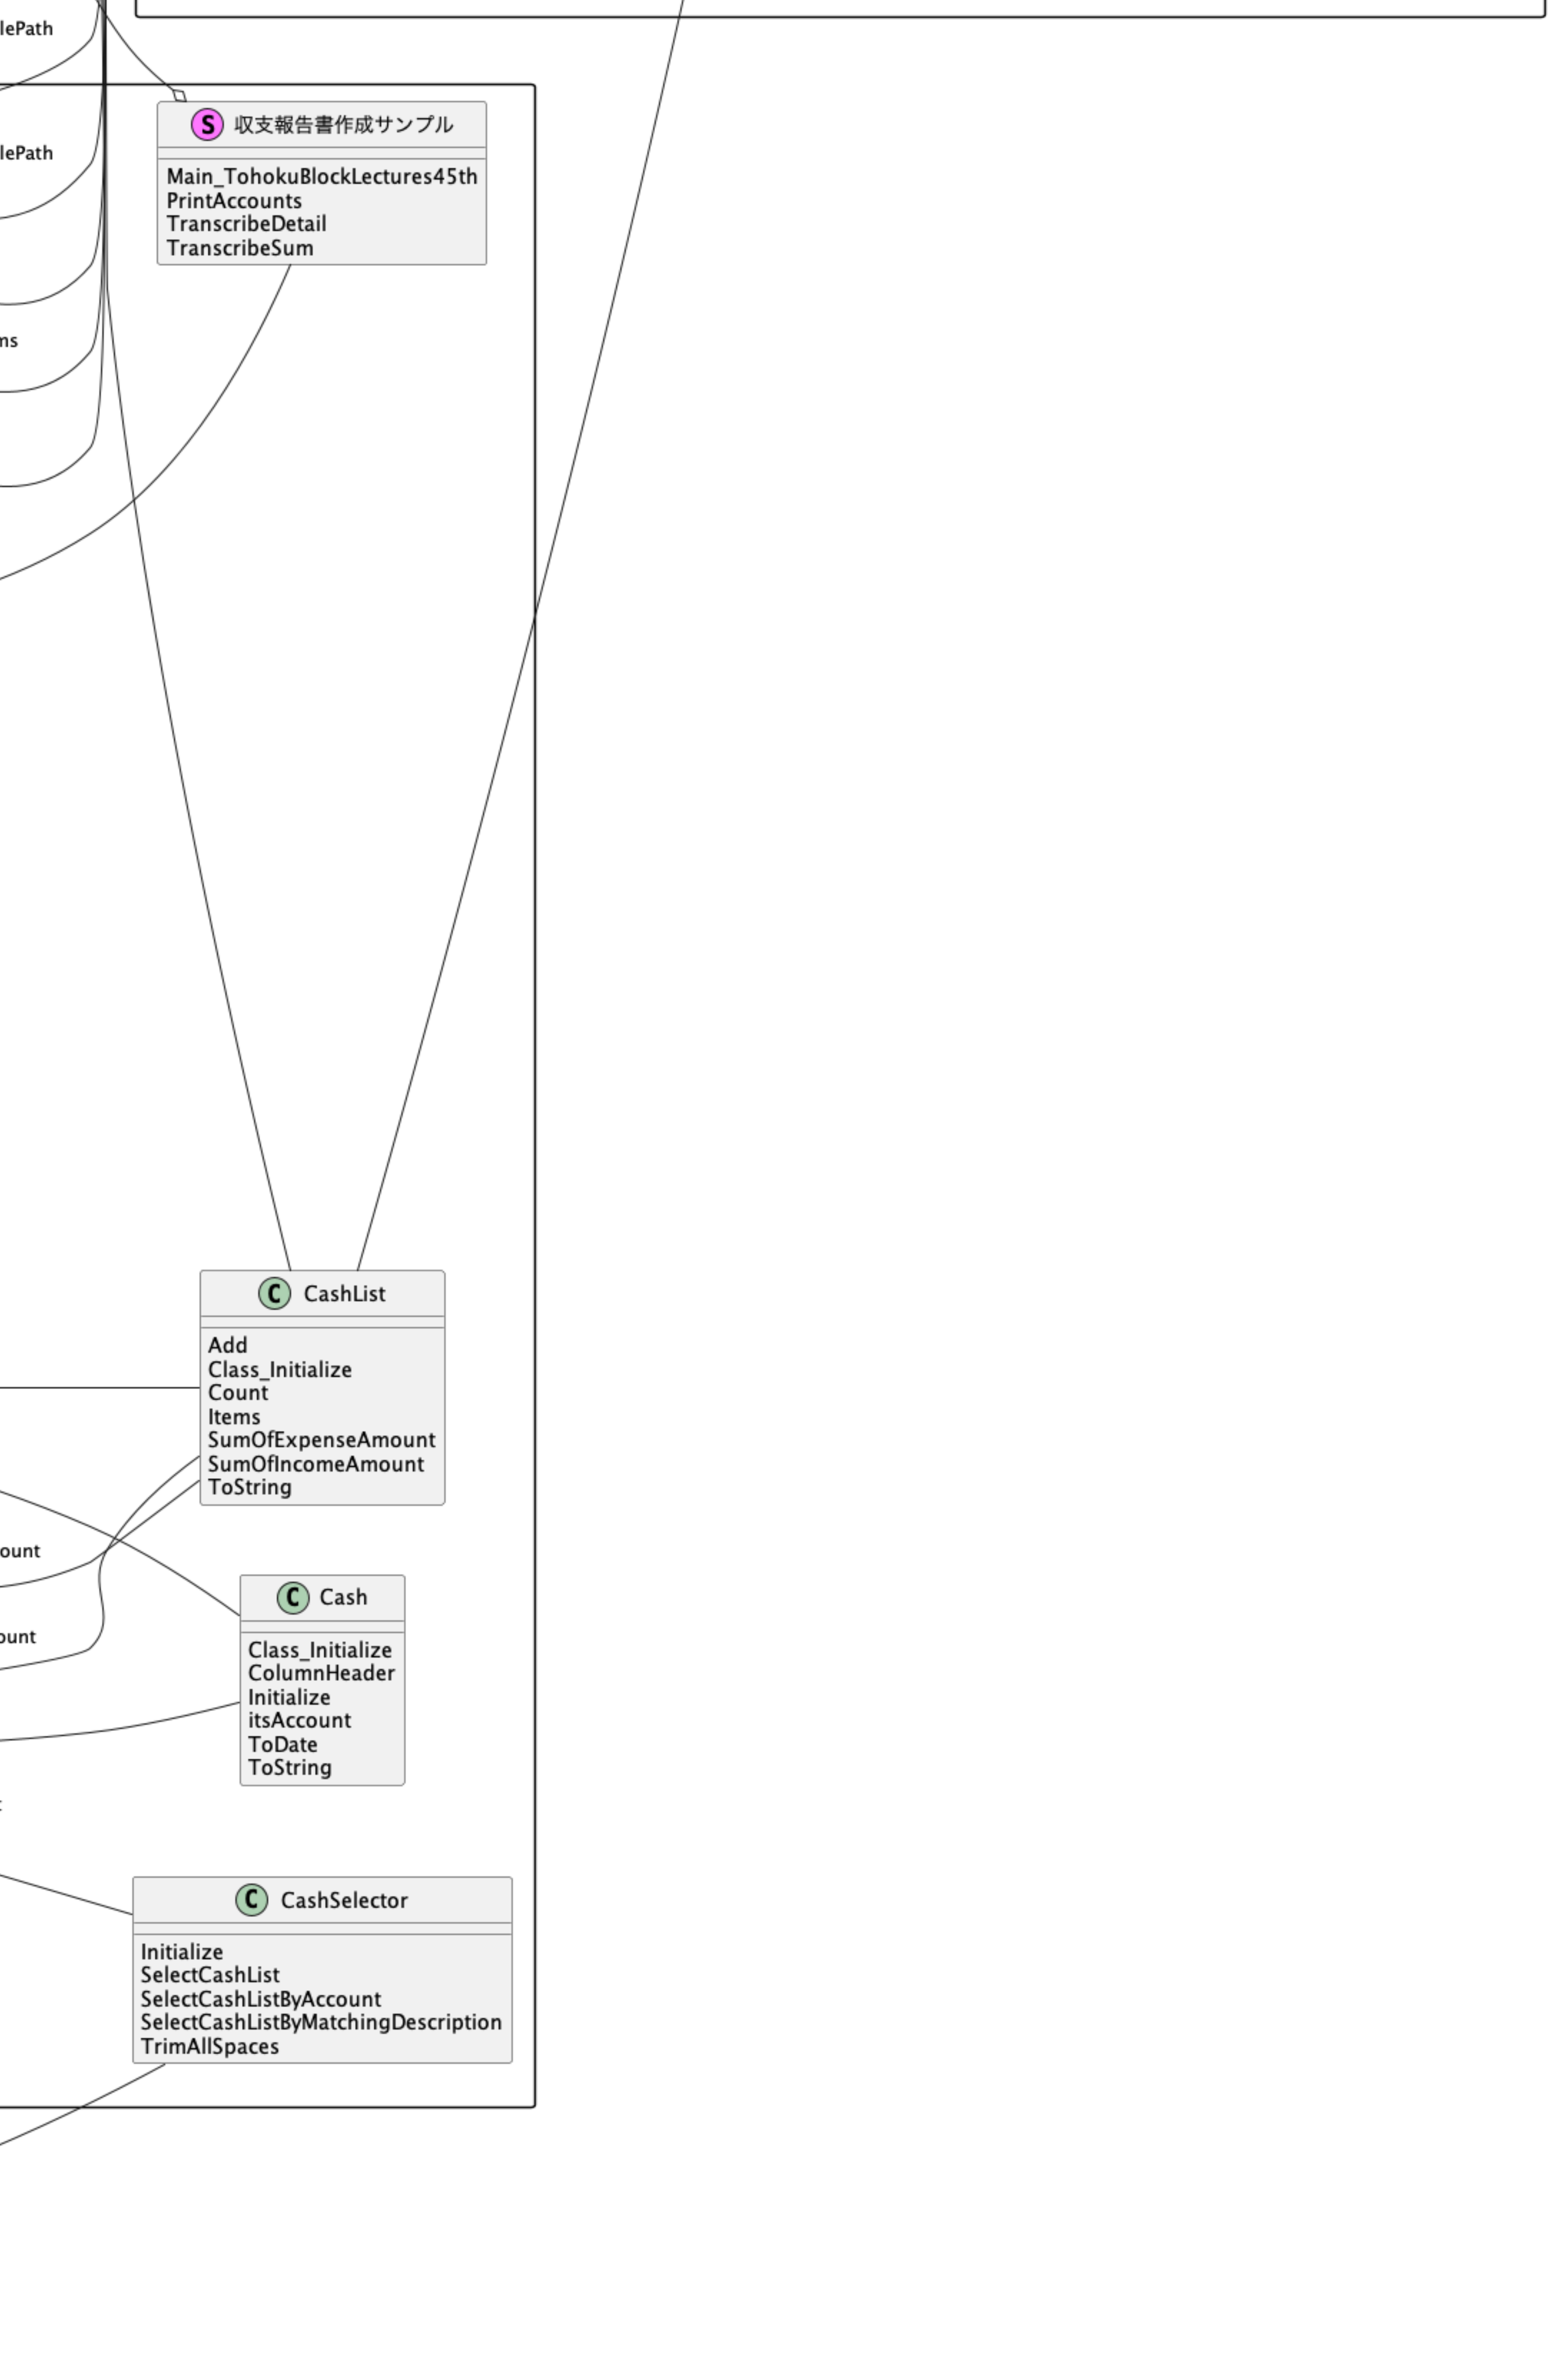 lePath
S 収支報告書作成サンプル
lePath
Main_TohokuBlockLectures45th
PrintAccounts
TranscribeDetail
TranscribeSum
ms
C CashList
Add
Class_Initialize
Count
Items
SumOfExpenseAmount
SumOfIncomeAmount
ToString
ount
C Cash
ount
Class_Initialize
ColumnHeader
Initialize
itsAccount
ToDate
ToString
C CashSelector
Initialize
SelectCashList
SelectCashListByAccount
SelectCashListByMatchingDescription
TrimAllSpaces